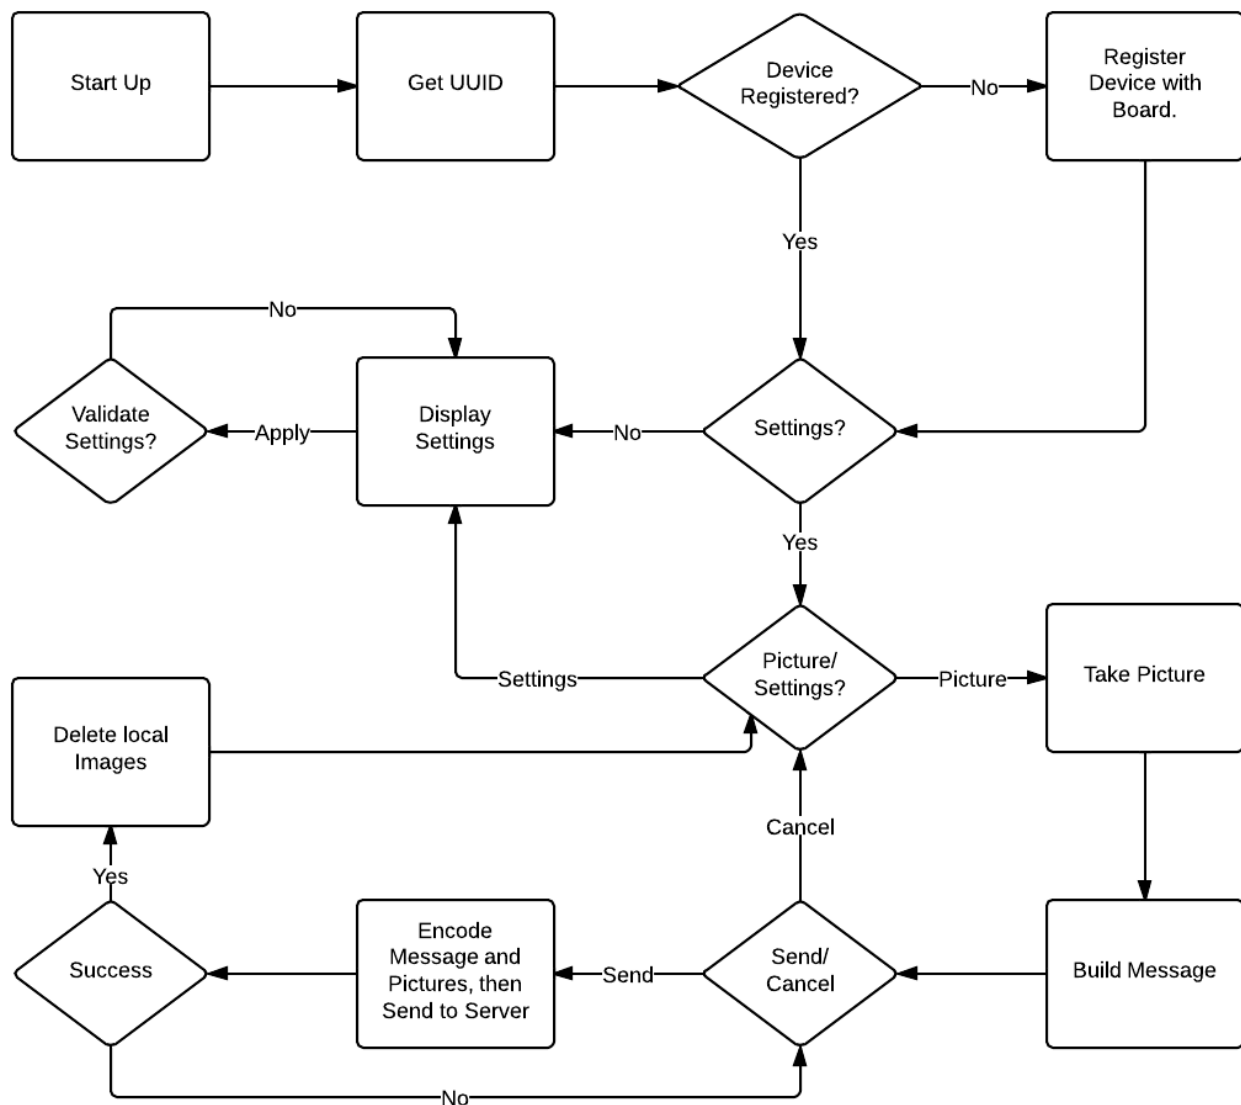 Start Up
Get UUID
Device
Registered?
No
Register
Device with
Board.
Yes
No
Validate
Settings?
Apply
Display
Settings
No
Settings?
Yes
Settings
Picture/
Settings?
Picture
Take Picture
Delete local
Images
Cancel
Yes
Success
Encode
Message and
Pictures, then
Send to Server
Send
Send/
Cancel
Build Message
No